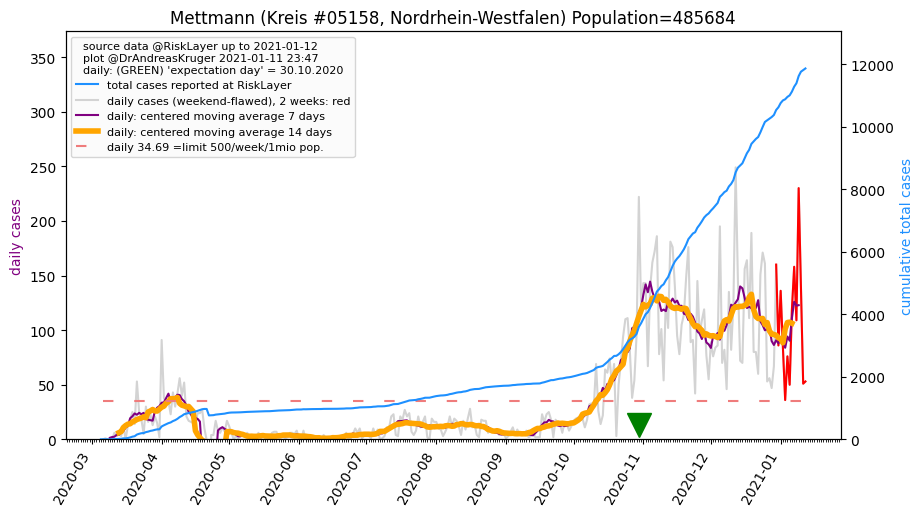 Mettmann (Kreis #05158, Nordrhein-Westfalen) Population=485684
source data @RiskLayer up to 2021-01-12
plot @DrAndreasKruger 2021-01-11 23:47
daily: (GREEN) 'expectation day' = 30.10.2020
total cases reported at RiskLayer
daily cases (weekend-flawed), 2 weeks: red
daily: centered moving average 7 days
daily: centered moving average 14 days
daily 34.69 =limit 500/week/1mio pop.
daily cases
350
300
250
200
150
100
50
0
12000
10000
8000
6000
4000
2000
0
cumulative total cases
2020-03
2020-04
2020-05
2020-06
2020-07
2020-08
2020-09
2020-10
2020-11
2020-12
2021-01